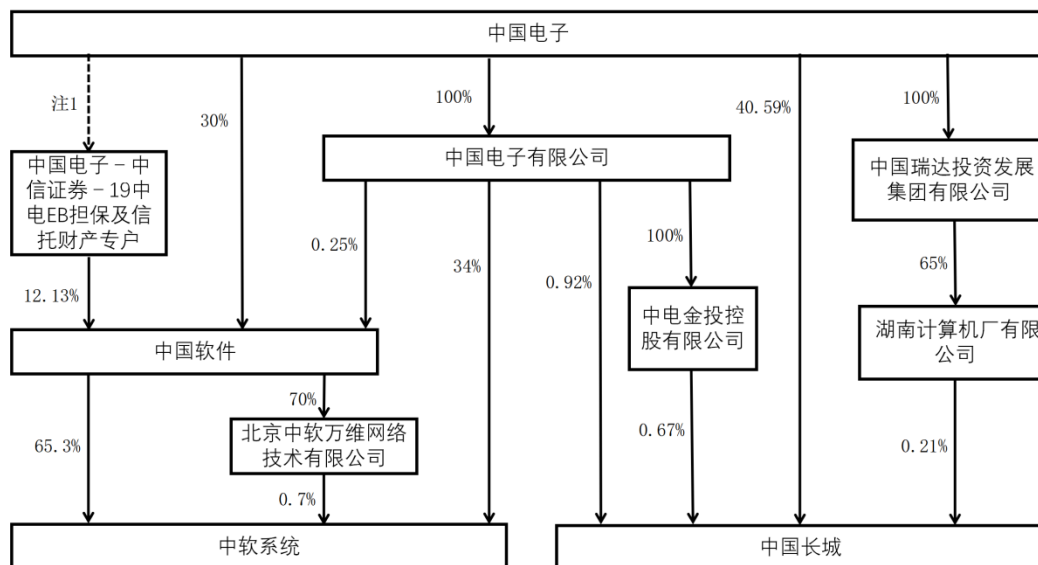 中国电子
注1
30%
100%
40.59%
100%
中国电子有限公司
中国电子－中
信证券－19中
电EB担保及信
托财产专户
中国瑞达投资发展
集团有限公司
0.25%
34%
0.92%
100%
65%
12.13%
中电金投控
股有限公司
湖南计算机厂有限
公司
中国软件
70%
65.3%
北京中软万维网络
技术有限公司
0.67%
0.21%
0.7%
中软系统
中国长城